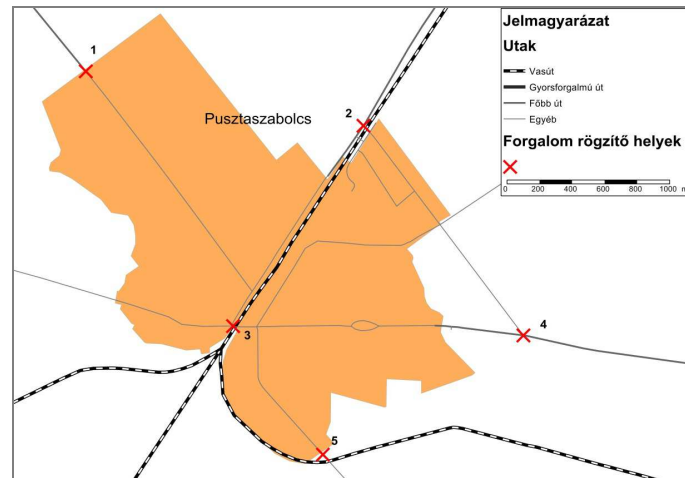 1
2
Pusztaszabolcs
3
4
5
Jelmagyarázat
Utak
Vasút
Gyorsforgalmú út
Főbb út
Egyéb
Forgalom rögzítő helyek
0 200 400 600 800 1000 m